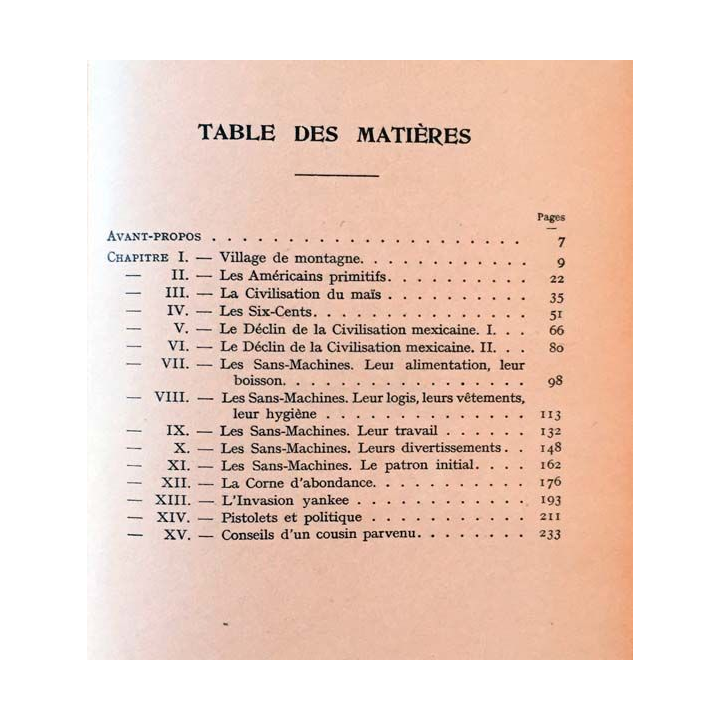 TABLE DES MATIÈRES
Pages
AVANT-PROPOS . . . . . . . . . . . . . . . . . . . . 7
CHAPITRE I. — Village de montagne. . . . . . . . . . . 9
— II. — Les Américains primitifs. . . . . . . . . . 22
— III. — La Civilisation du maïs . . . . . . . . . . 35
— IV. — Les Six-Cents. . . . . . . . . . . . . . 51
— V. — Le Déclin de la Civilisation mexicaine. I. . . 66
— VI. — Le Déclin de la Civilisation mexicaine. II. . . 80
— VII. — Les Sans-Machines. Leur alimentation, leur
boisson. . . . . . . . . . . . . . . 98
— VIII. — Les Sans-Machines. Leur logis, leurs vêtements,
leur hygiène . . . . . . . . . . . . . 113
— IX. — Les Sans-Machines. Leur travail . . . . . . 132
— X. — Les Sans-Machines. Leurs divertissements. . 148
— XI. — Les Sans-Machines. Le patron initial. . . . 162
— XII. — La Corne d'abondance. . . . . . . . . . 176
— XIII. — L'Invasion yankee . . . . . . . . . . . 193
— XIV. — Pistolets et politique . . . . . . . . . . . 211
— XV. — Conseils d'un cousin parvenu. . . . . . . . 233